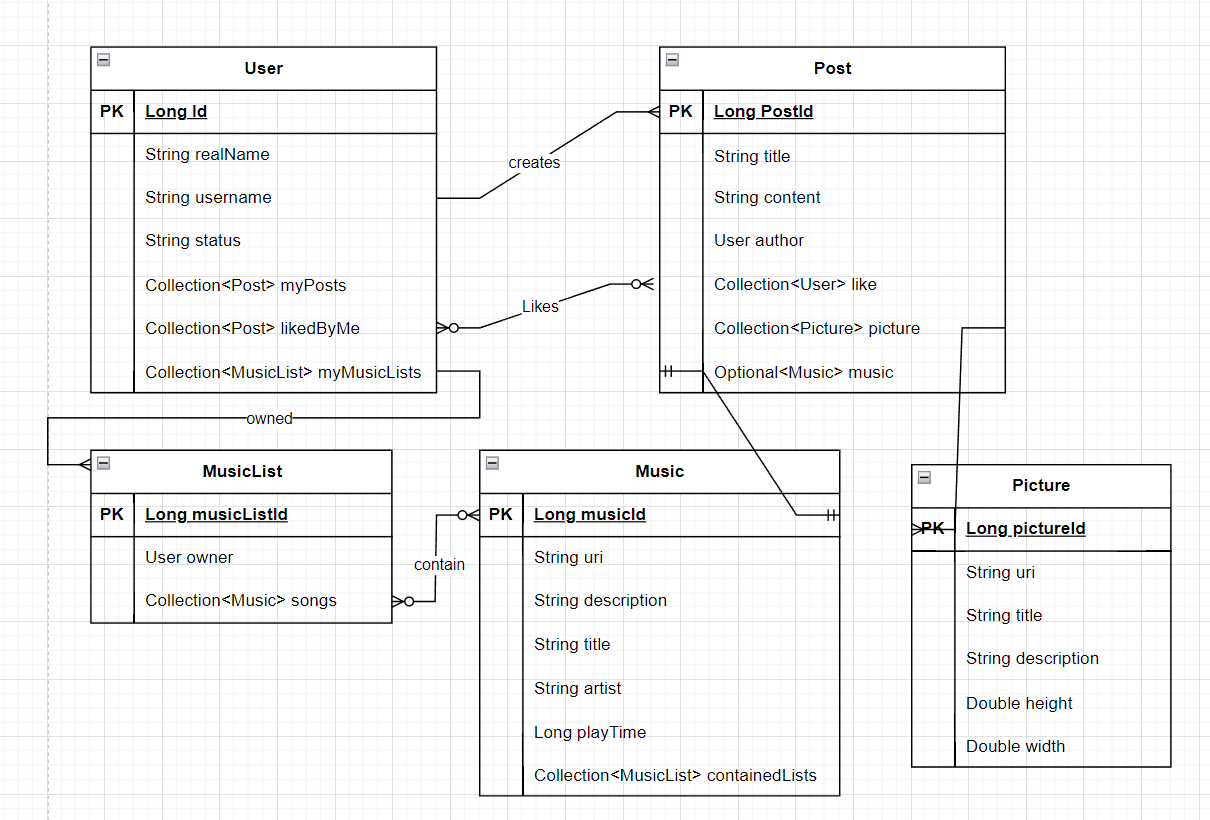 User
PK Long Id
String realName
String username
String status
Collection<Post> myPosts
Collection<Post> likedByMe
Collection<MusicList> myMusicLists
creates
Likes
owned
Post
PK Long PostId
String title
String content
User author
Collection<User> like
Collection<Picture> picture
Optional<Music> music
MusicList
PK Long musicListId
User owner
Collection<Music> songs
contain
Music
PK Long musicId
String uri
String description
String title
String artist
Long playTime
Collection<MusicList> containedLists
Picture
PK Long pictureId
String uri
String title
String description
Double height
Double width